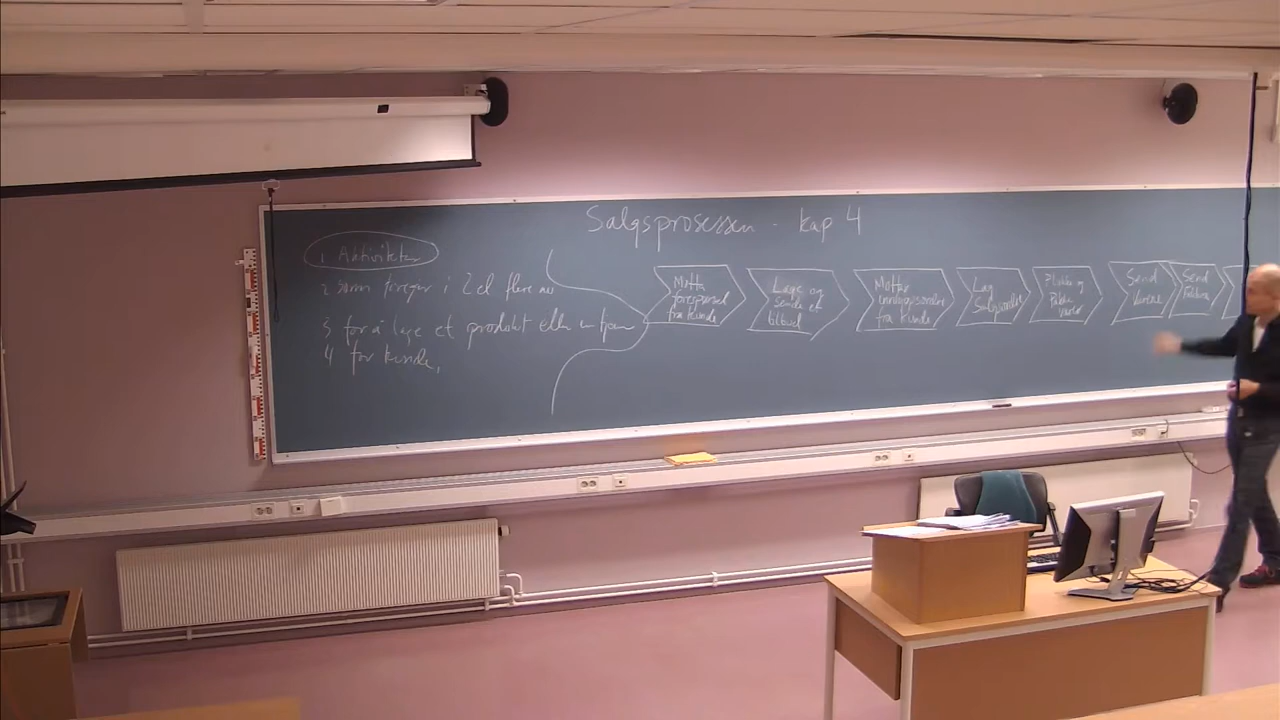 Salgsprosessen - kap 4
1 Aktiviteter
2 som foregår i 2 el flere
3 for å lage et produkt eller en tjen
4 for kunde,
Motta
forespørsel
fra kunde
Lage og
sende et
tilbud
Motta
innkjøpsordre
fra kunde
Lag
Salgsordre
Plukke og
Pakke
varer
Send
Varene
Send
Faktura